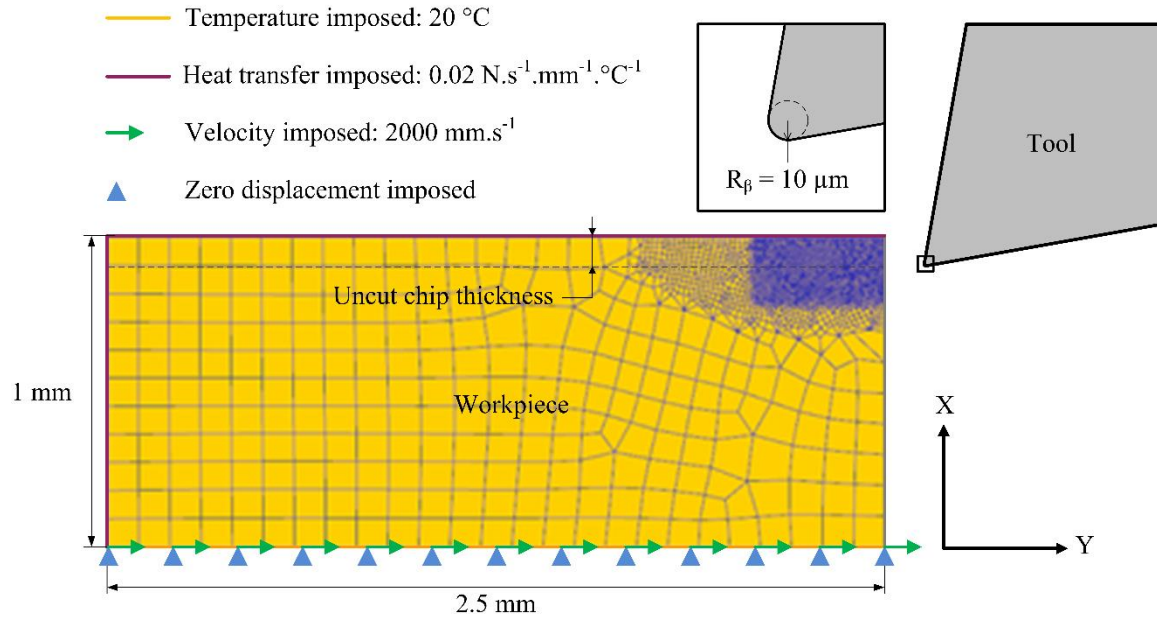 Temperature imposed: 20 °C
Heat transfer imposed: 0.02 N.s⁻¹.mm⁻¹.°C⁻¹
Velocity imposed: 2000 mm.s⁻¹
Zero displacement imposed
R_β = 10 µm
Tool
Uncut chip thickness
1 mm
Workpiece
X
Y
2.5 mm